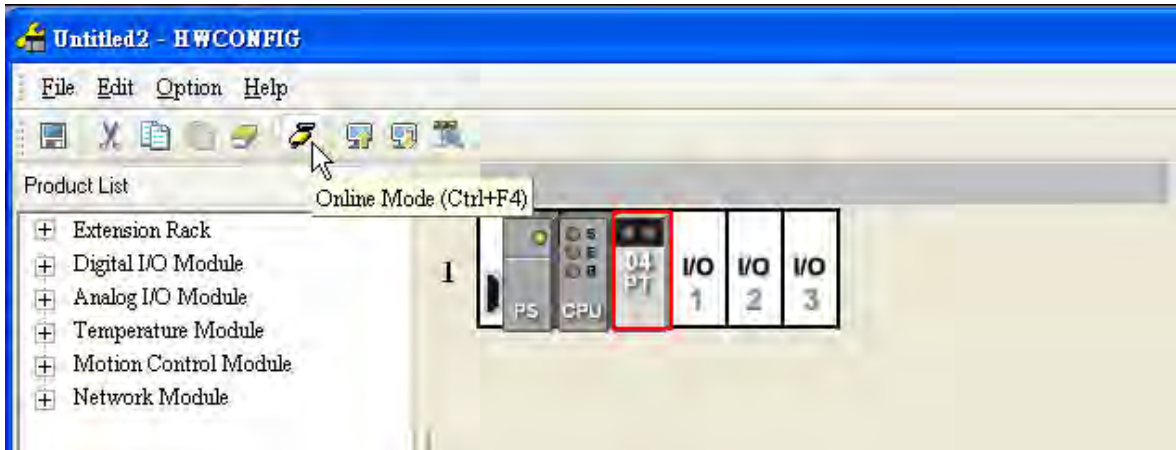 Untitled2 - HWCONFIG
File Edit Option Help
Product List
Online Mode (Ctrl+F4)
Extension Rack
Digital I/O Module
Analog I/O Module
Temperature Module
Motion Control Module
Network Module
1
PS
CPU
04
PT
I/O
1
I/O
2
I/O
3